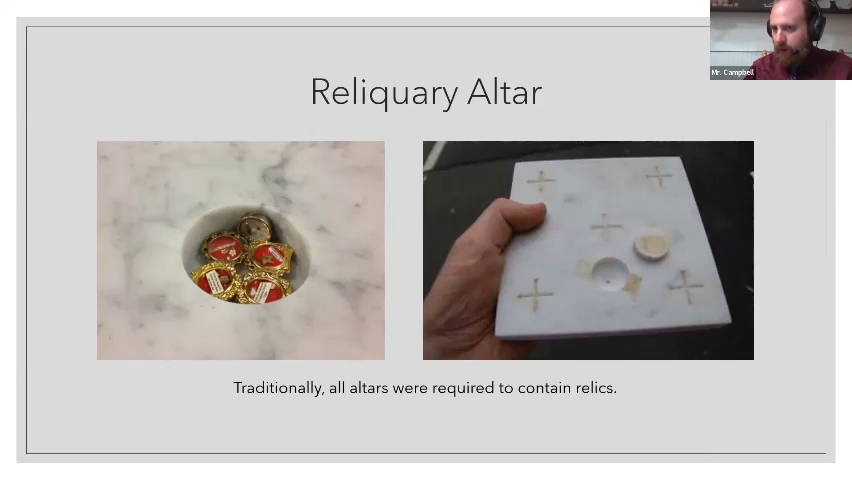 Mr. Campbell
Reliquary Altar
Traditionally, all altars were required to contain relics.